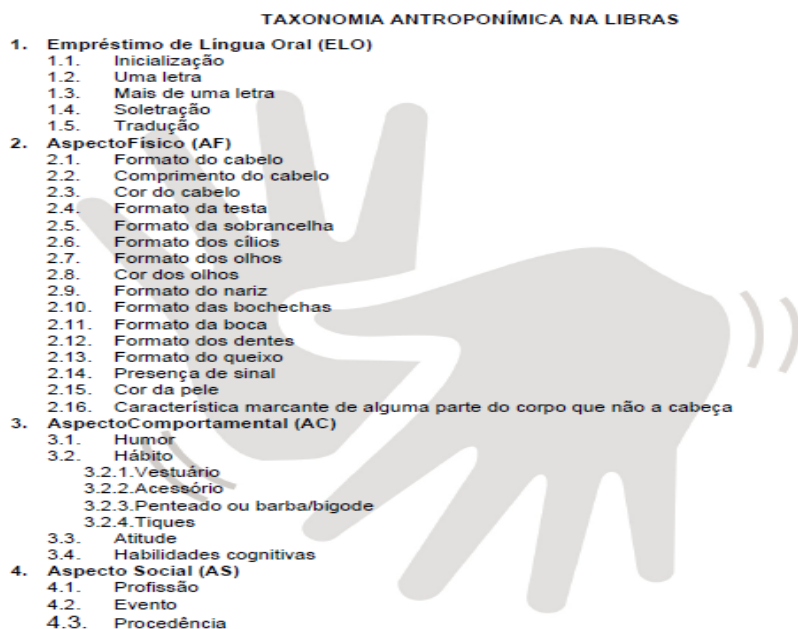 TAXONOMIA ANTROPONÍMICA NA LIBRAS
1. Empréstimo de Língua Oral (ELO)
1.1. Inicialização
1.2. Uma letra
1.3. Mais de uma letra
1.4. Soletração
1.5. Tradução
2. AspectoFísico (AF)
2.1. Formato do cabelo
2.2. Comprimento do cabelo
2.3. Cor do cabelo
2.4. Formato da testa
2.5. Formato da sobrancelha
2.6. Formato dos cílios
2.7. Formato dos olhos
2.8. Cor dos olhos
2.9. Formato do nariz
2.10. Formato das bochechas
2.11. Formato da boca
2.12. Formato dos dentes
2.13. Formato do queixo
2.14. Presença de sinal
2.15. Cor da pele
2.16. Característica marcante de alguma parte do corpo que não a cabeça
3. AspectoComportamental (AC)
3.1. Humor
3.2. Hábito
3.2.1.Vestuário
3.2.2.Acessório
3.2.3.Penteado ou barba/bigode
3.2.4.Tiques
3.3. Atitude
3.4. Habilidades cognitivas
4. Aspecto Social (AS)
4.1. Profissão
4.2. Evento
4.3. Procedência